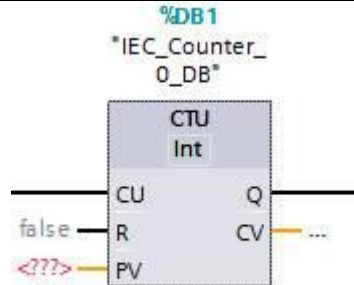 %DB1
"IEC_Counter_
0_DB"
CTU
Int
CU Q
false R CV ...
<???> PV